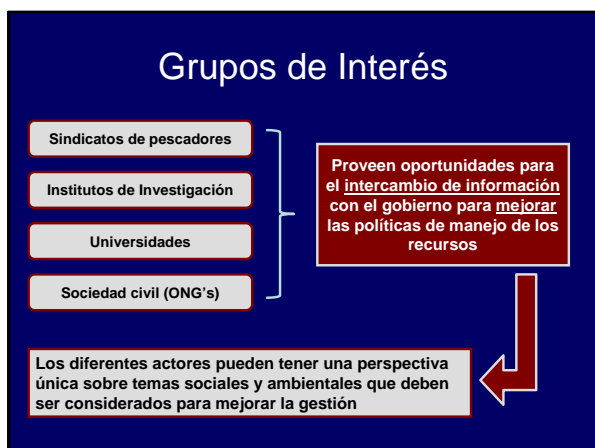 Grupos de Interés
Sindicatos de pescadores
Institutos de Investigación
Universidades
Sociedad civil (ONG's)
Proveen oportunidades para
el intercambio de información
con el gobierno para mejorar
las políticas de manejo de los
recursos
Los diferentes actores pueden tener una perspectiva
única sobre temas sociales y ambientales que deben
ser considerados para mejorar la gestión